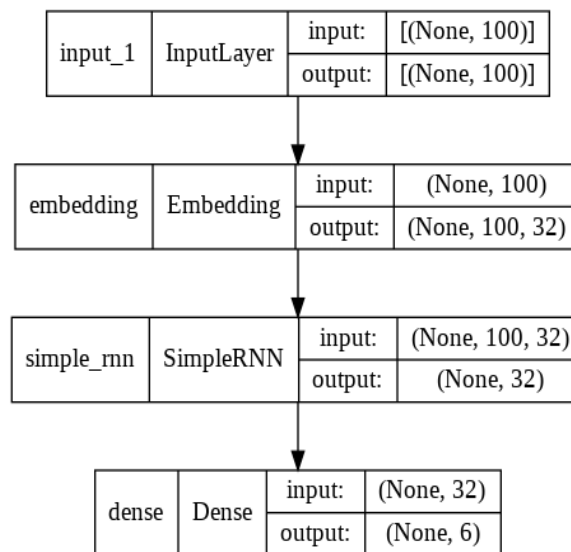 input_1 InputLayer input: [(None, 100)]
output: [(None, 100)]
embedding Embedding input: (None, 100)
output: (None, 100, 32)
simple_rnn SimpleRNN input: (None, 100, 32)
output: (None, 32)
dense Dense input: (None, 32)
output: (None, 6)